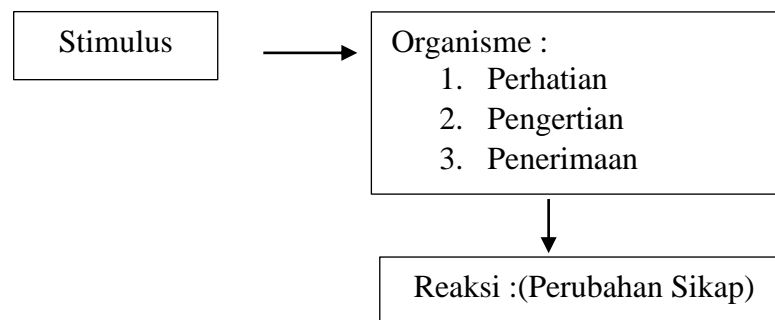 Stimulus
Organisme :
1. Perhatian
2. Pengertian
3. Penerimaan
Reaksi :(Perubahan Sikap)